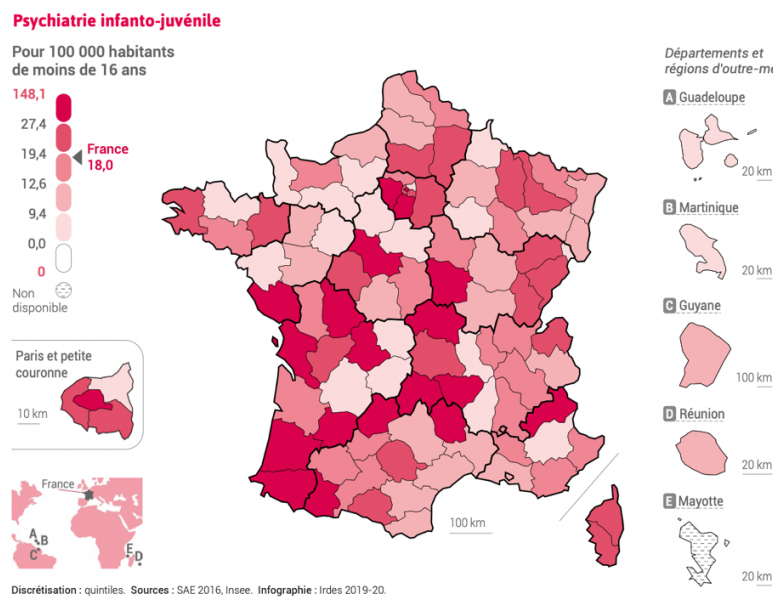 Psychiatrie infanto-juvénile
Pour 100 000 habitants
de moins de 16 ans
148,1
27,4
19,4
12,6
9,4
0,0
0
France
18,0
Non
disponible
Paris et petite
couronne
10 km
France
A
B
C
E
D
100 km
Départements et
régions d'outre-me
A Guadeloupe
20 km
B Martinique
20 km
C Guyane
100 km
D Réunion
20 km
E Mayotte
20 km
Discrétisation : quintiles. Sources : SAE 2016, Insee. Infographie : Irdes 2019-20.